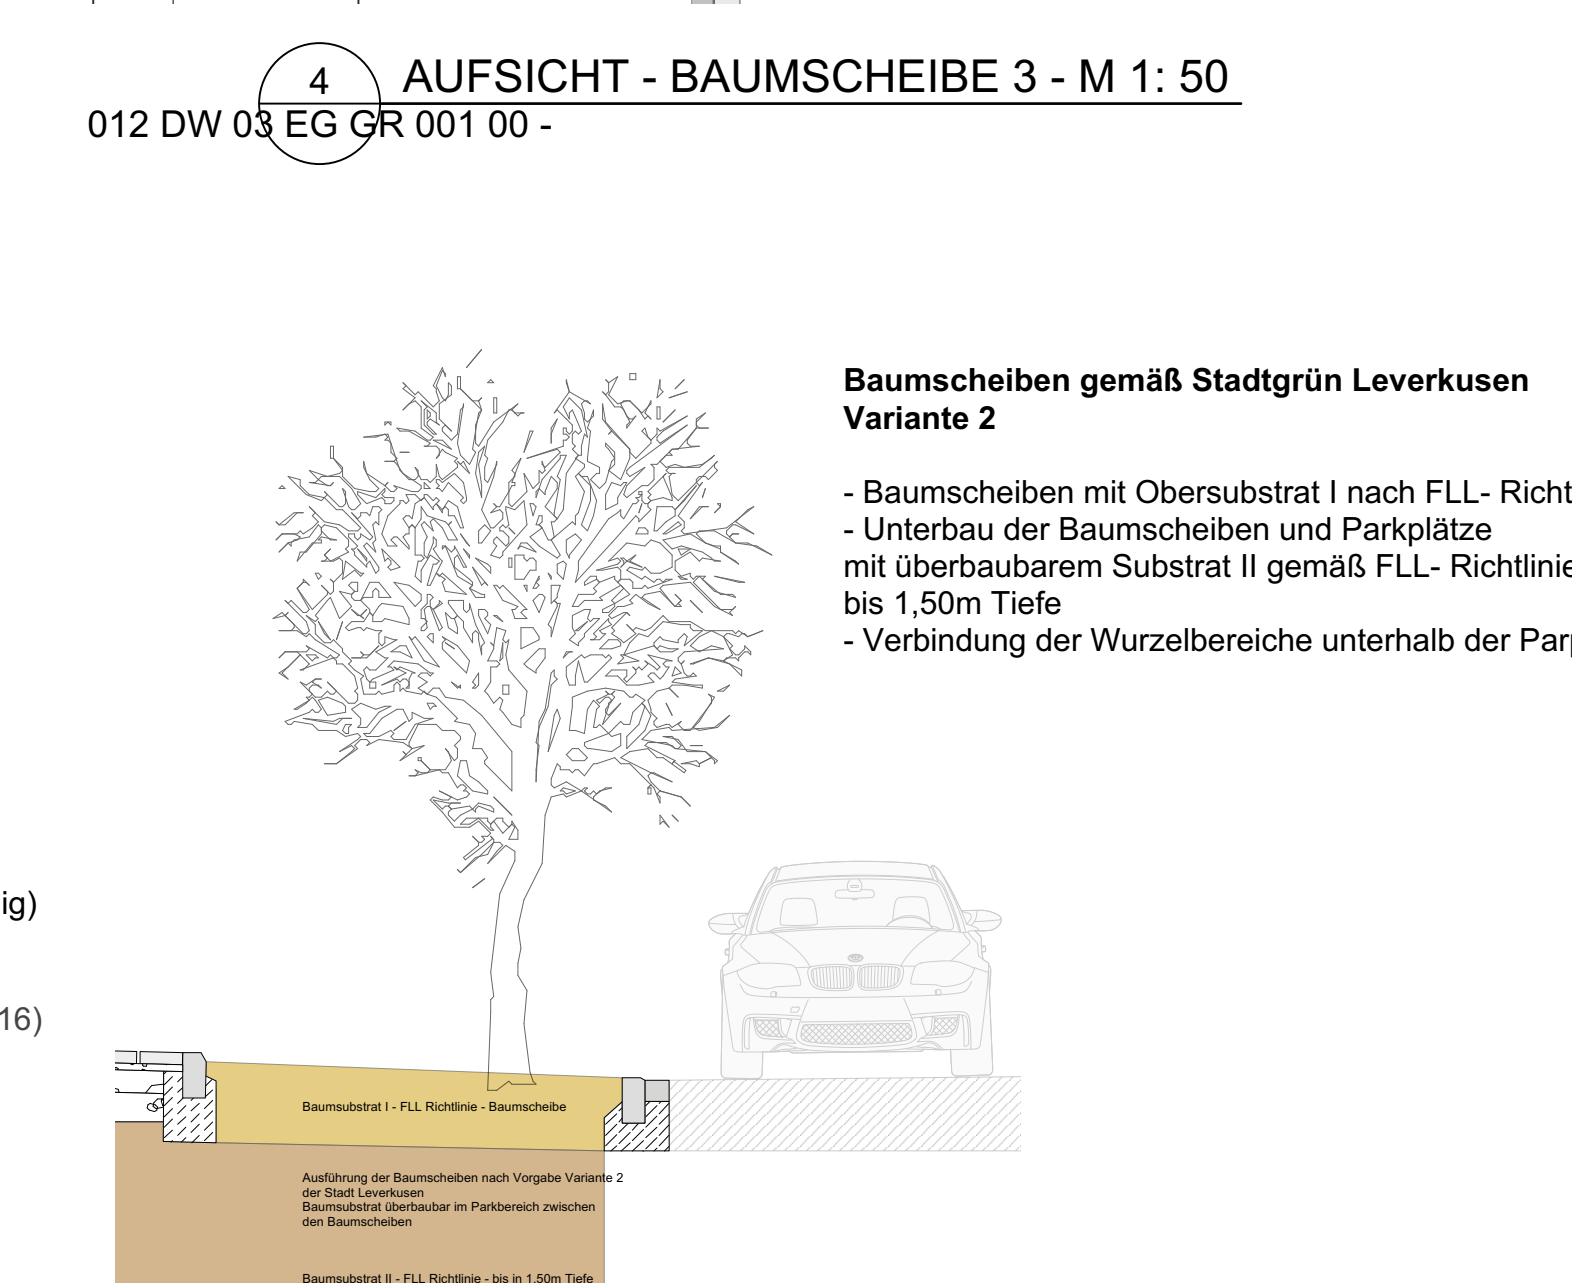 4
AUFSICHT - BAUMSCHEIBE 3 - M 1: 50
012 DW 03 EG GR 001 00 -
Baumscheiben gemäß Stadtgrün Leverkusen
Variante 2
- Baumscheiben mit Obersubstrat I nach FLL- Richt
- Unterbau der Baumscheiben und Parkplätze
mit überbaubarem Substrat II gemäß FLL- Richtlinie
bis 1,50m Tiefe
- Verbindung der Wurzelbereiche unterhalb der Parp
ig)
16)
Baumsubstrat I - FLL Richtlinie - Baumscheibe
Ausführung der Baumscheiben nach Vorgabe Variante 2
der Stadt Leverkusen
Baumsubstrat überbaubar im Parkbereich zwischen
den Baumscheiben
Baumsubstrat II - FLL Richtlinie - bis in 1,50m Tiefe